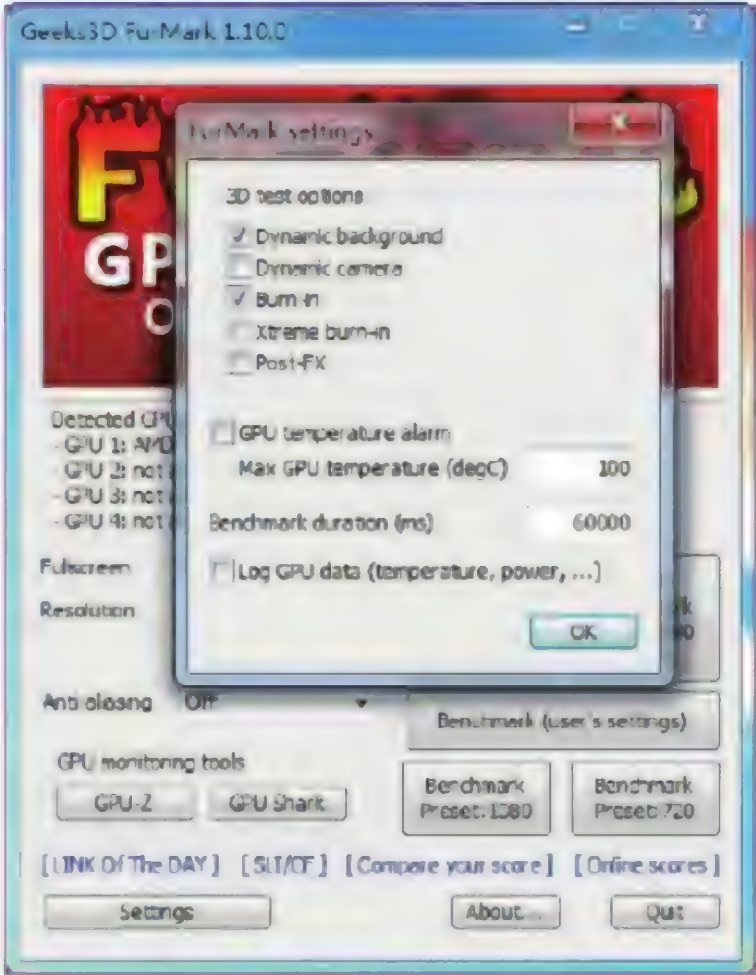 Geeks3D FurMark 1.10.0
F
GP
O
FurMark settings
3D test options
Dynamic background
Dynamic camera
Burn-in
Xtreme burn-in
Post-FX
GPU temperature alarm
Max GPU temperature (degC) 100
Benchmark duration (ms) 60000
Log GPU data (temperature, power, ...)
OK
Detected GPU
- GPU 1: AMD
- GPU 2: not
- GPU 3: not
- GPU 4: not
Fullscreen
Resolution
Anti-aliasing Off
Benchmark (user's settings)
GPU monitoring tools
GPU-Z GPU Shark
Benchmark
Preset: 1080
Benchmark
Preset: 720
[ LINK Of The DAY ] [ SLI/CF ] [ Compare your score ] [ Online scores ]
Settings About... Quit